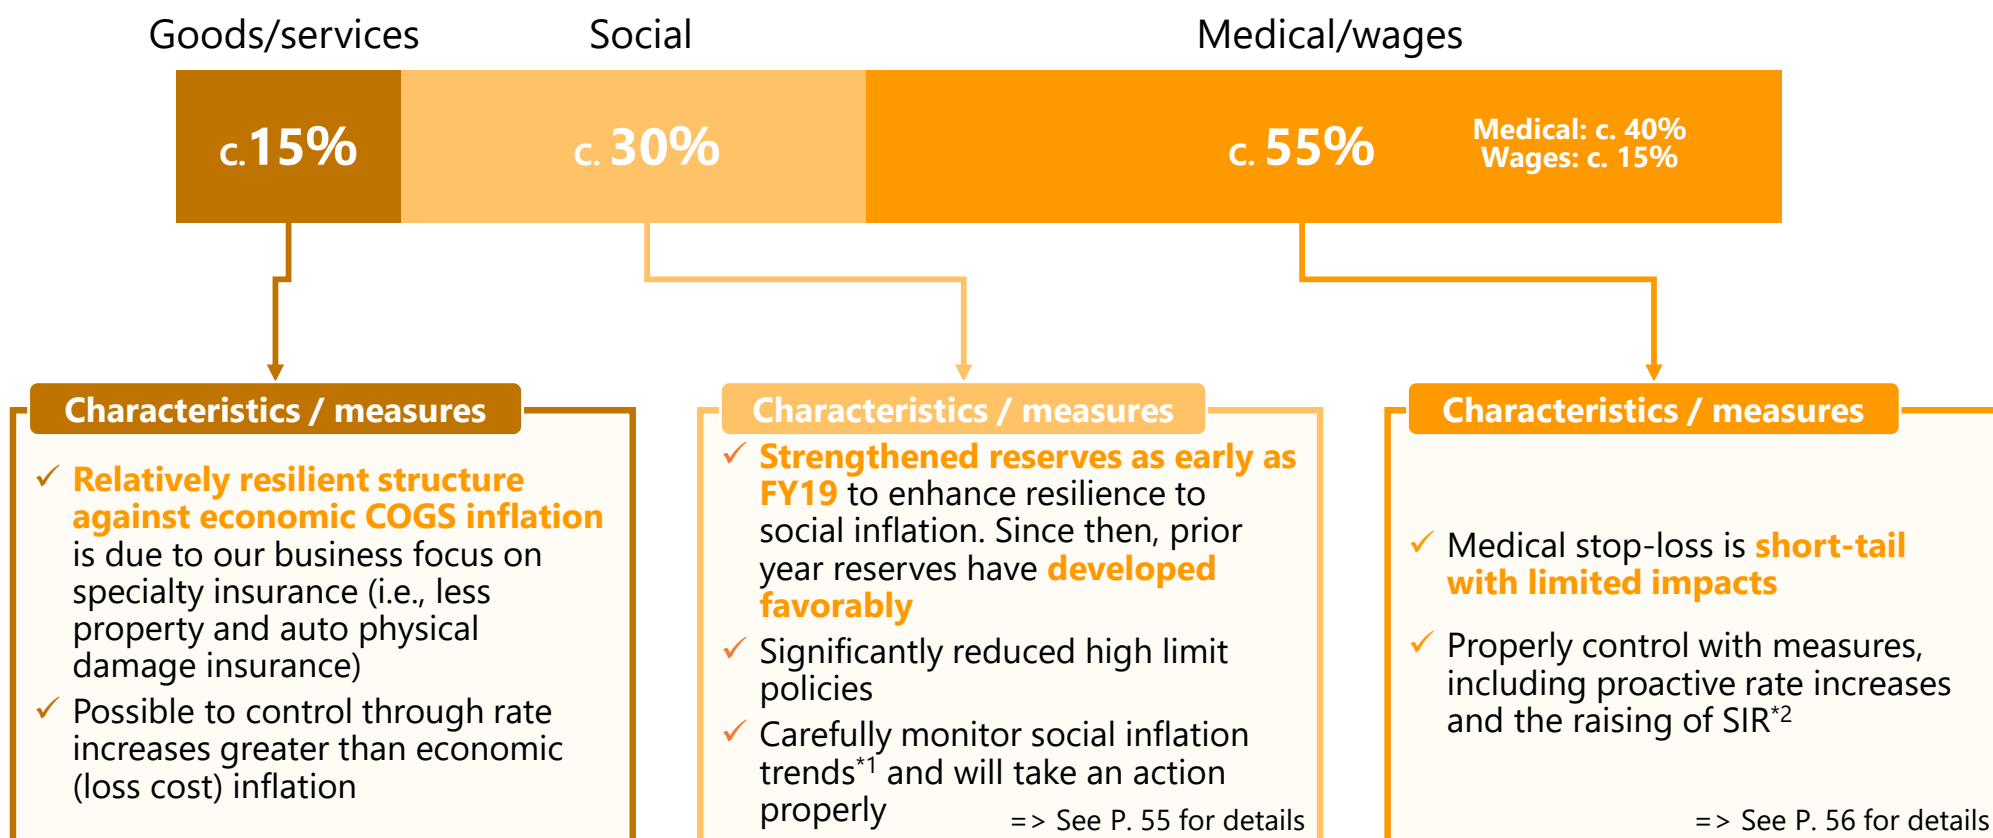 Goods/services
Social
Medical/wages
c.15%
c. 30%
c. 55%
Medical: c. 40%
Wages: c. 15%
Characteristics / measures
✓ Relatively resilient structure
against economic COGS inflation
is due to our business focus on
specialty insurance (i.e., less
property and auto physical
damage insurance)
✓ Possible to control through rate
increases greater than economic
(loss cost) inflation
Characteristics / measures
✓ Strengthened reserves as early as
FY19 to enhance resilience to
social inflation. Since then, prior
year reserves have developed
favorably
✓ Significantly reduced high limit
policies
✓ Carefully monitor social inflation
trends*1 and will take an action
properly
=> See P. 55 for details
Characteristics / measures
✓ Medical stop-loss is short-tail
with limited impacts
✓ Properly control with measures,
including proactive rate increases
and the raising of SIR*2
=> See P. 56 for details